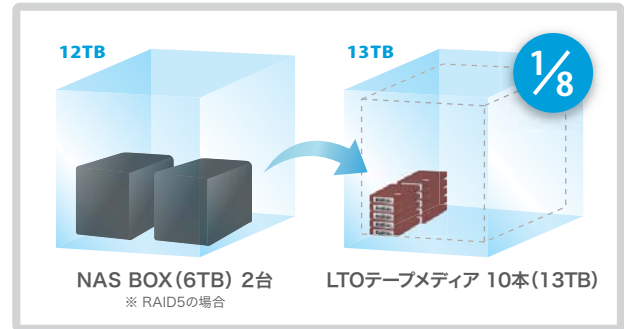 12TB
13TB
1/8
NAS BOX(6TB) 2台
※ RAID5の場合
LTOテープメディア 10本(13TB)